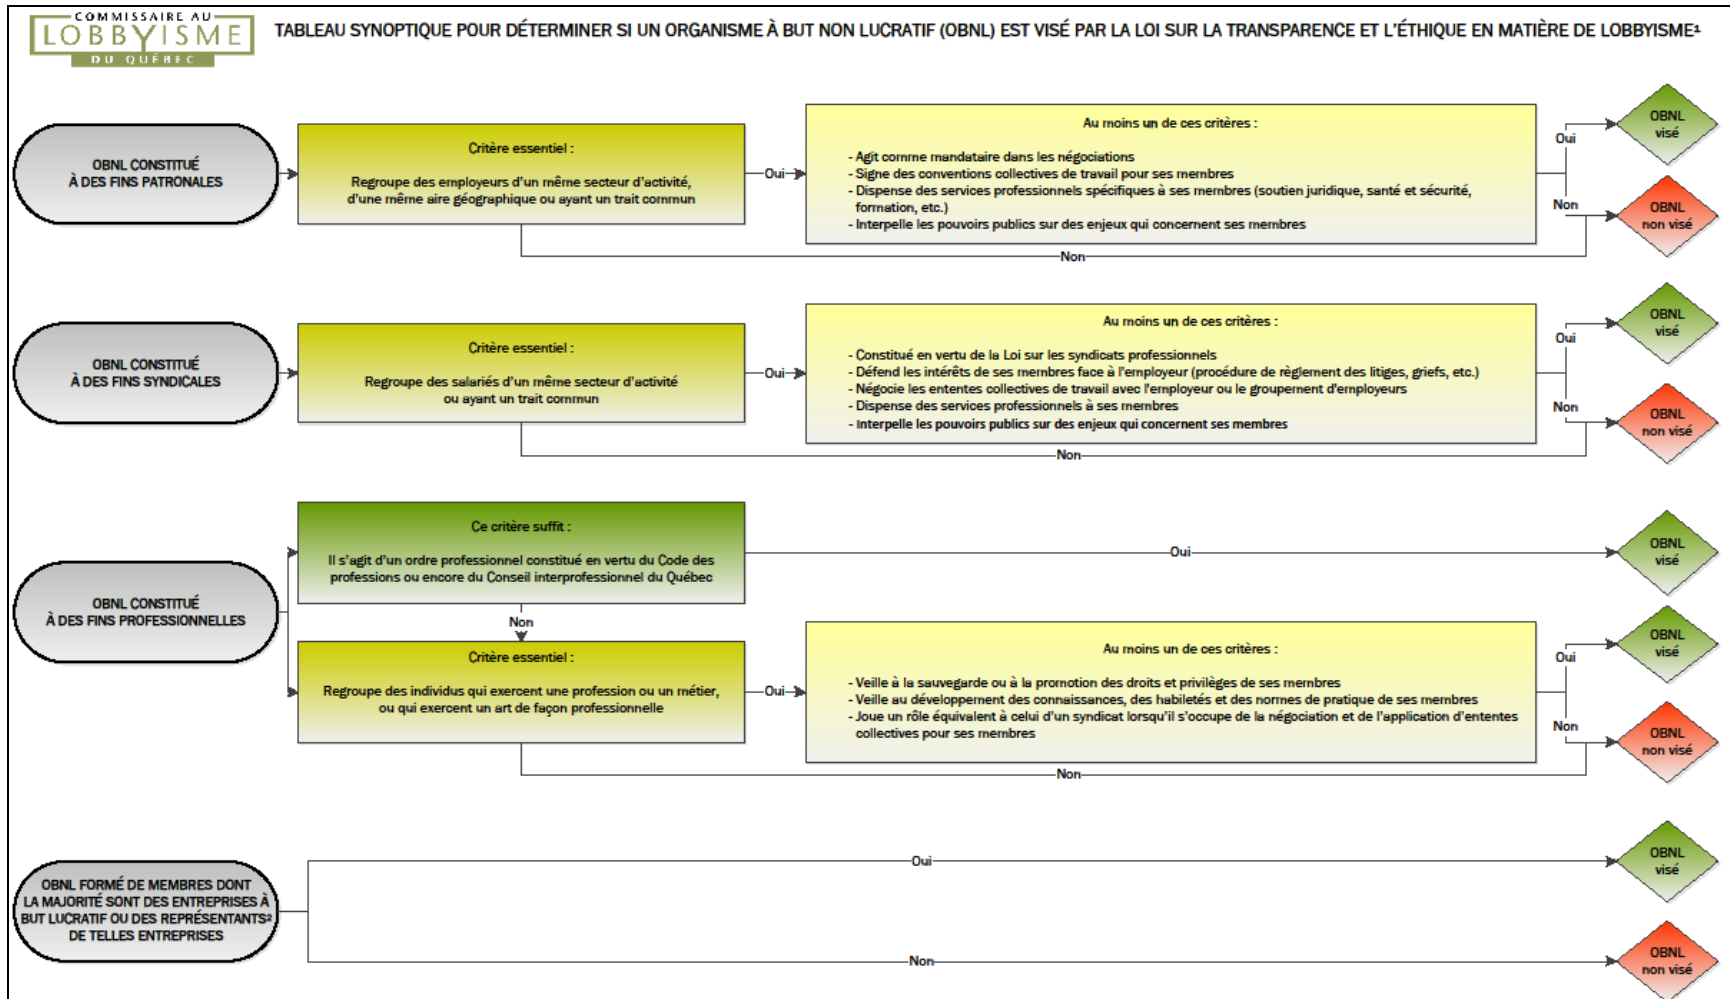 COMMISSAIRE AU
LOBBYISME
DU QUÉBEC
TABLEAU SYNOPTIQUE POUR DÉTERMINER SI UN ORGANISME À BUT NON LUCRATIF (OBNL) EST VISÉ PAR LA LOI SUR LA TRANSPARENCE ET L'ÉTHIQUE EN MATIÈRE DE LOBBYISME¹
OBNL CONSTITUÉ
À DES FINS PATRONALES
Critère essentiel :
Regroupe des employeurs d'un même secteur d'activité,
d'une même aire géographique ou ayant un trait commun
Oui
Au moins un de ces critères :
- Agit comme mandataire dans les négociations
- Signe des conventions collectives de travail pour ses membres
- Dispense des services professionnels spécifiques à ses membres (soutien juridique, santé et sécurité,
formation, etc.)
- Interpelle les pouvoirs publics sur des enjeux qui concernent ses membres
Oui
Non
OBNL
visé
OBNL
non visé
Non
OBNL CONSTITUÉ
À DES FINS SYNDICALES
Critère essentiel :
Regroupe des salariés d'un même secteur d'activité
ou ayant un trait commun
Oui
Au moins un de ces critères :
- Constitué en vertu de la Loi sur les syndicats professionnels
- Défend les intérêts de ses membres face à l'employeur (procédure de règlement des litiges, griefs, etc.)
- Négocie les ententes collectives de travail avec l'employeur ou le groupement d'employeurs
- Dispense des services professionnels à ses membres
- Interpelle les pouvoirs publics sur des enjeux qui concernent ses membres
Oui
Non
OBNL
visé
OBNL
non visé
Non
OBNL CONSTITUÉ
À DES FINS PROFESSIONNELLES
Ce critère suffit :
Il s'agit d'un ordre professionnel constitué en vertu du Code des
professions ou encore du Conseil interprofessionnel du Québec
Oui
OBNL
visé
Non
Critère essentiel :
Regroupe des individus qui exercent une profession ou un métier,
ou qui exercent un art de façon professionnelle
Oui
Au moins un de ces critères :
- Veille à la sauvegarde ou à la promotion des droits et privilèges de ses membres
- Veille au développement des connaissances, des habiletés et des normes de pratique de ses membres
- Joue un rôle équivalent à celui d'un syndicat lorsqu'il s'occupe de la négociation et de l'application d'ententes
collectives pour ses membres
Oui
Non
OBNL
visé
OBNL
non visé
Non
OBNL FORMÉ DE MEMBRES DONT
LA MAJORITÉ SONT DES ENTREPRISES À
BUT LUCRATIF OU DES REPRÉSENTANTS²
DE TELLES ENTREPRISES
Oui
OBNL
visé
Non
OBNL
non visé